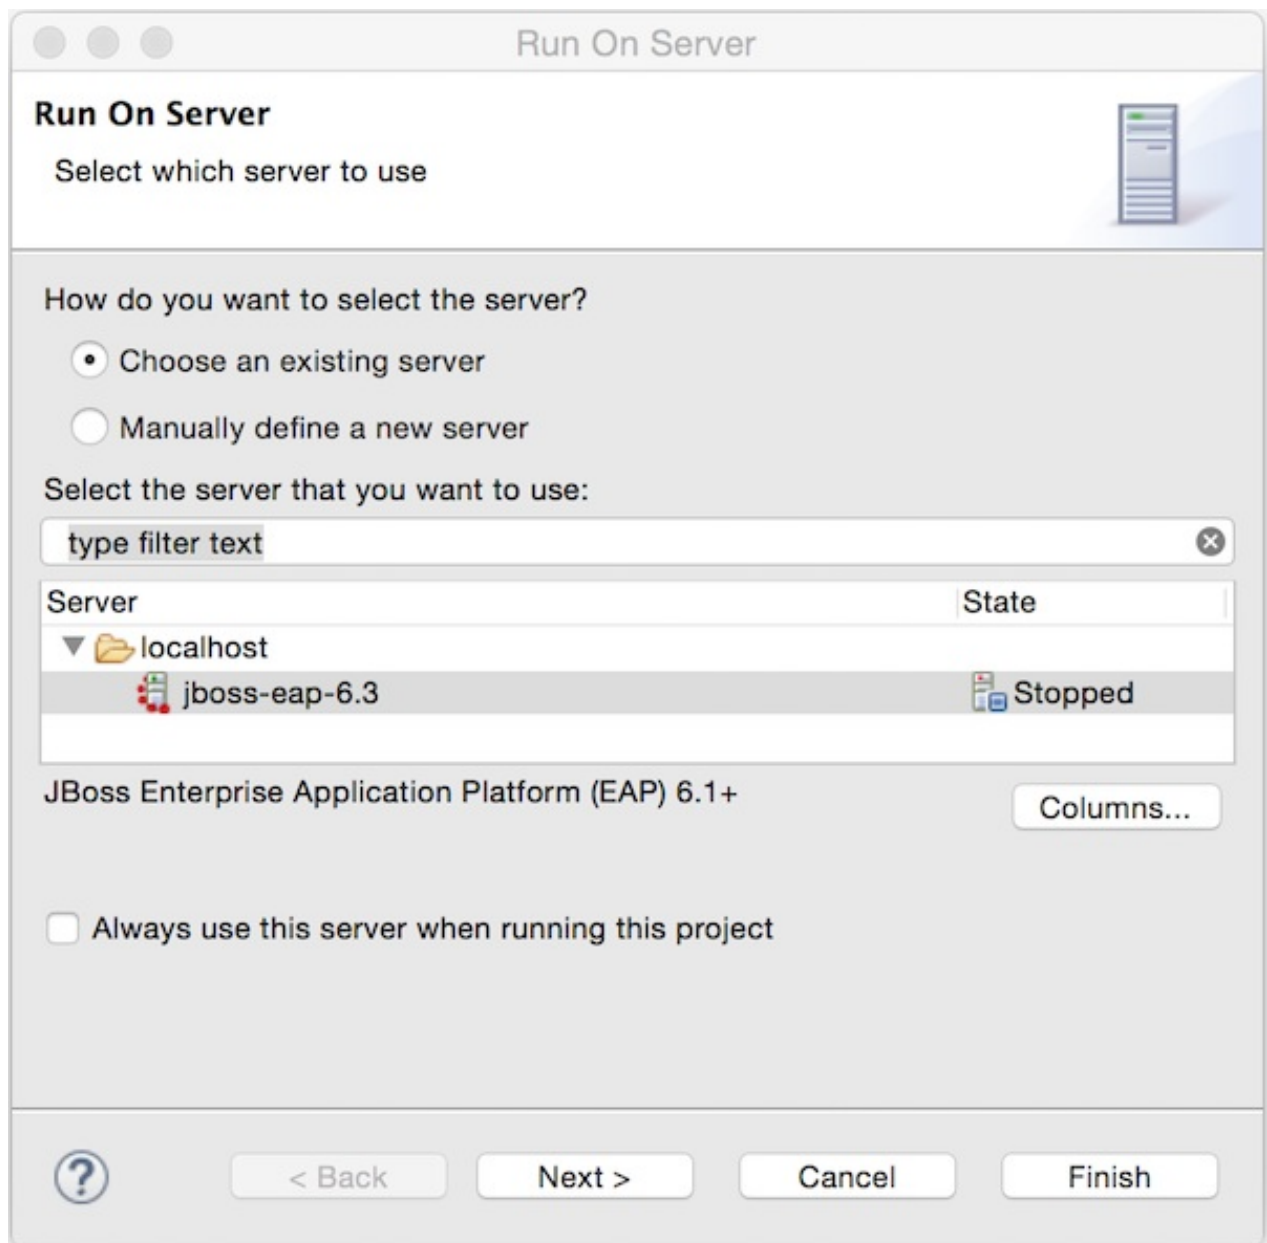 Run On Server
Run On Server
Select which server to use
How do you want to select the server?
Choose an existing server
Manually define a new server
Select the server that you want to use:
type filter text
Server State
localhost
jboss-eap-6.3 Stopped
JBoss Enterprise Application Platform (EAP) 6.1+
Columns...
Always use this server when running this project
? < Back Next > Cancel Finish